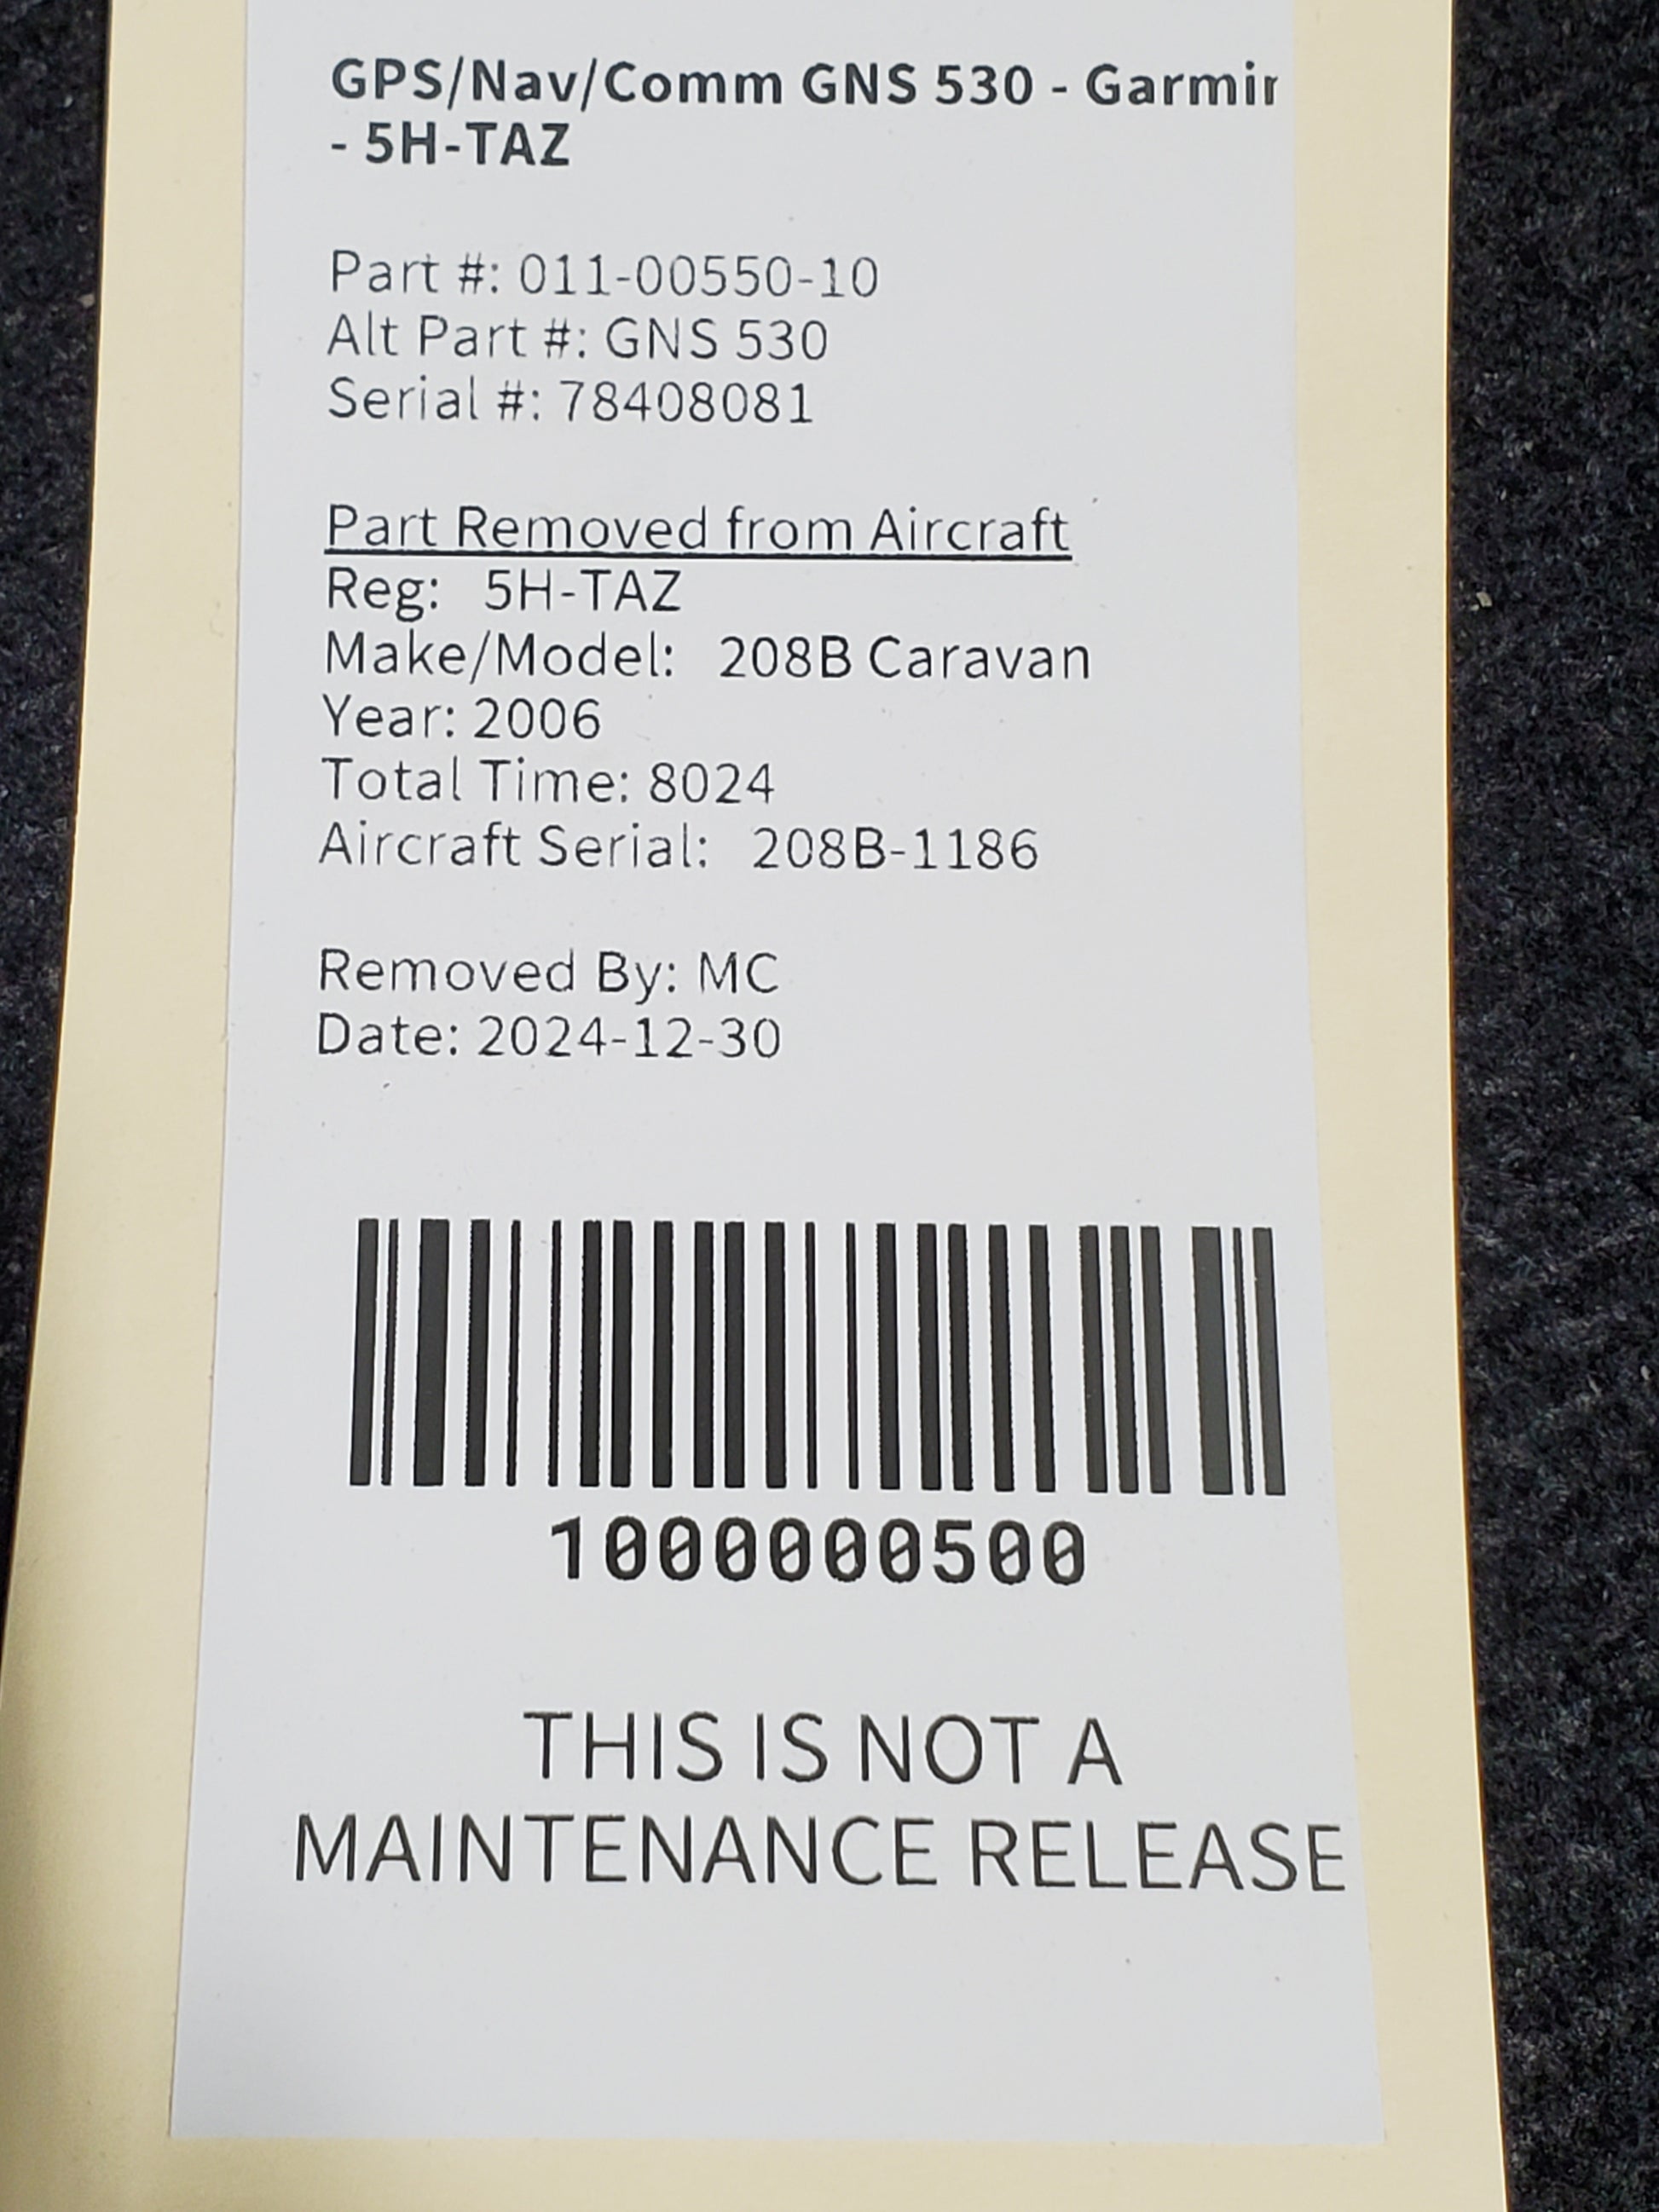 GPS/Nav/Comm GNS 530 - Garmin
- 5H-TAZ
Part #: 011-00550-10
Alt Part #: GNS 530
Serial #: 78408081
Part Removed from Aircraft
Reg: 5H-TAZ
Make/Model: 208B Caravan
Year: 2006
Total Time: 8024
Aircraft Serial: 208B-1186
Removed By: MC
Date: 2024-12-30
1000000500
THIS IS NOT A
MAINTENANCE RELEASE